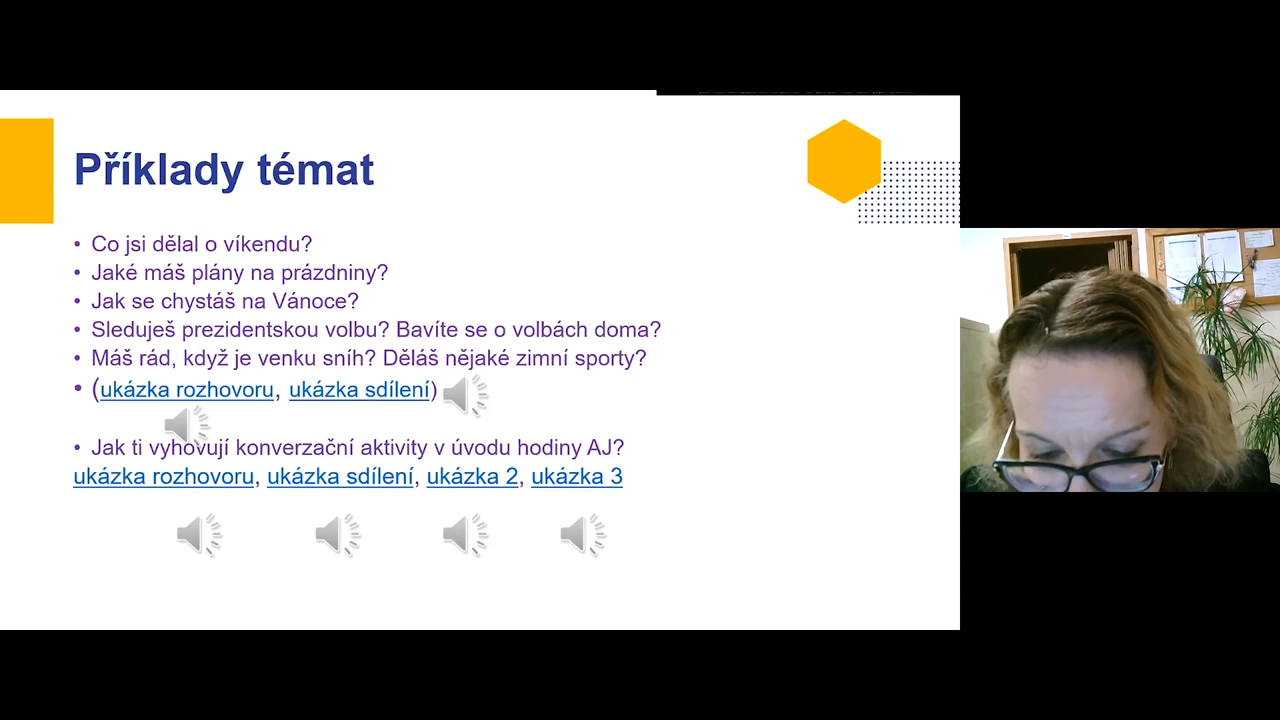 Příklady témat
• Co jsi dělal o víkendu?
• Jaké máš plány na prázdniny?
• Jak se chystáš na Vánoce?
• Sleduješ prezidentskou volbu? Bavíte se o volbách doma?
• Máš rád, když je venku sníh? Děláš nějaké zimní sporty?
• (ukázka rozhovoru, ukázka sdílení)
• Jak ti vyhovují konverzační aktivity v úvodu hodiny AJ?
ukázka rozhovoru, ukázka sdílení, ukázka 2, ukázka 3